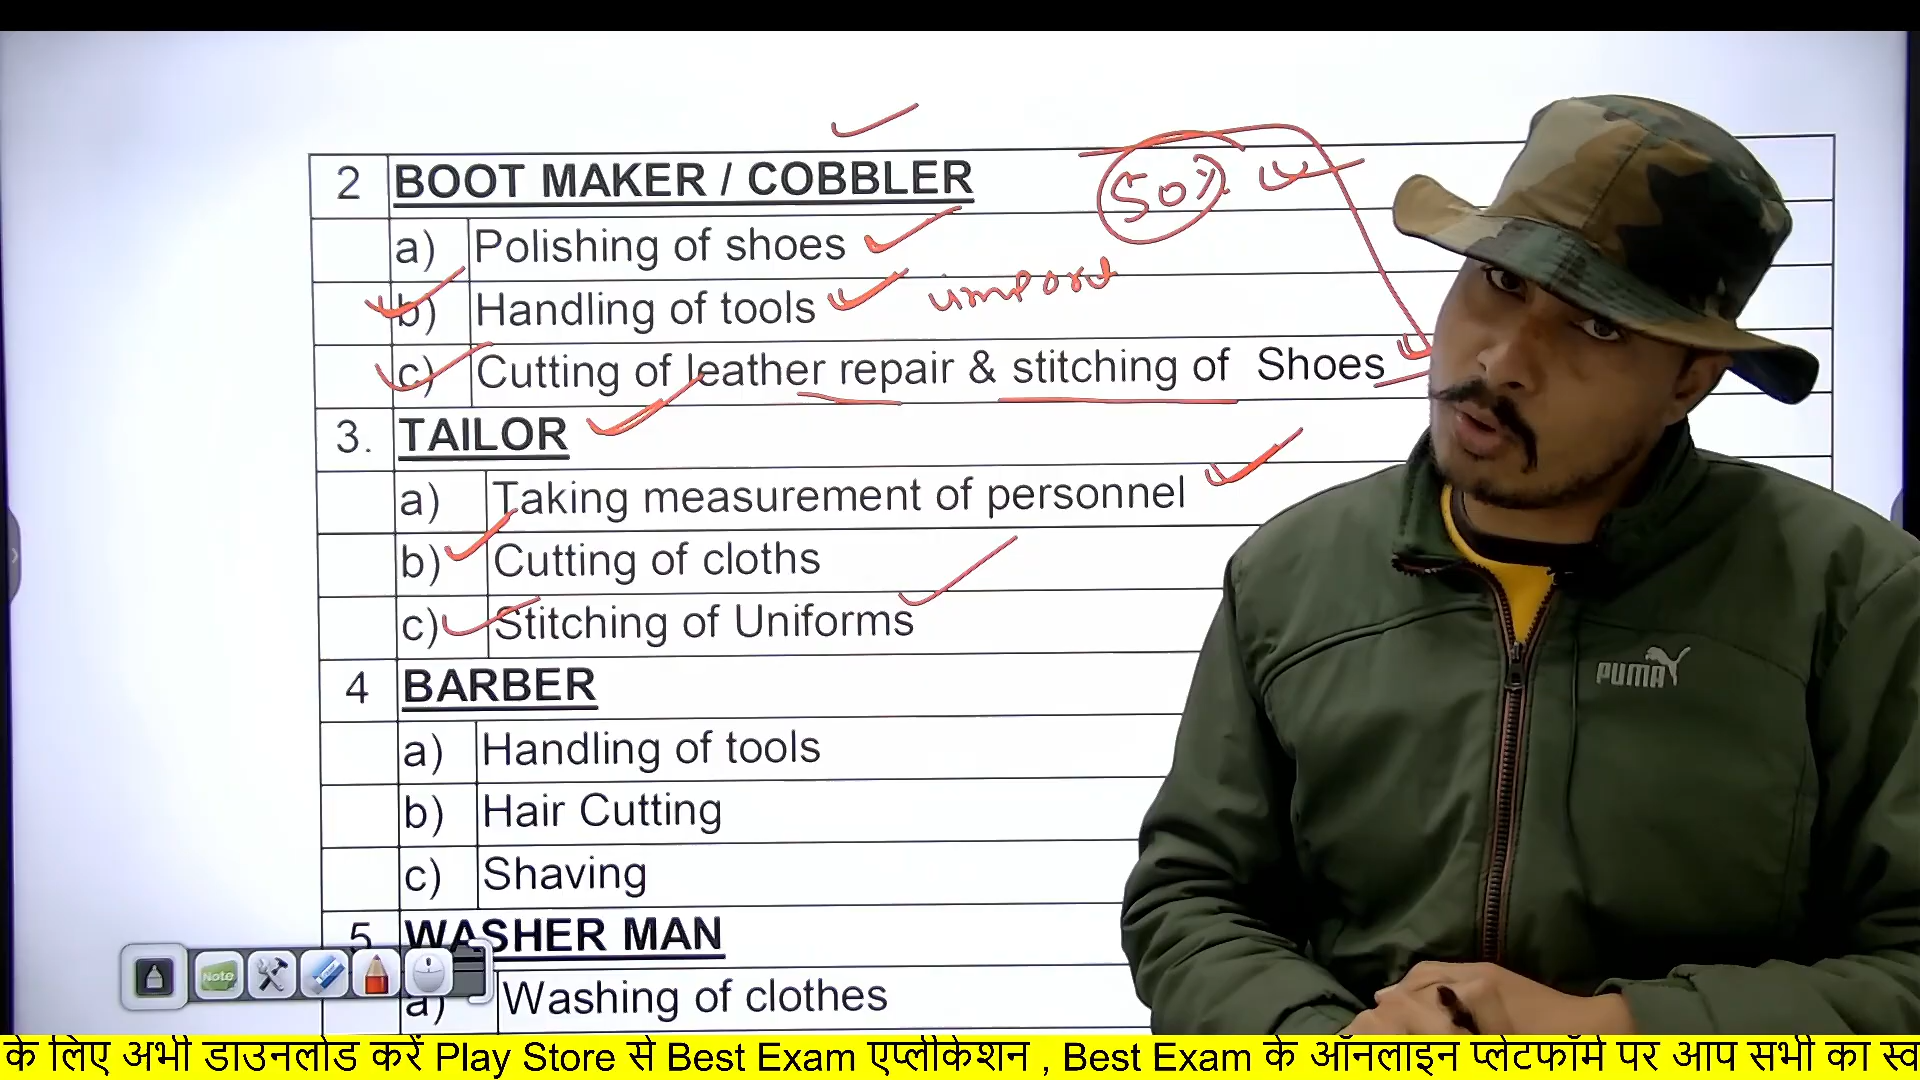 2 BOOT MAKER / COBBLER 50%
a) Polishing of shoes
b) Handling of tools import
c) Cutting of leather repair & stitching of Shoes
3. TAILOR
a) Taking measurement of personnel
b) Cutting of cloths
c) Stitching of Uniforms
4 BARBER
a) Handling of tools
b) Hair Cutting
c) Shaving
5 WASHER MAN
a) Washing of clothes
Note
PUMA
के लिए अभी डाउनलोड करें Play Store से Best Exam एप्लीकेशन , Best Exam के ऑनलाइन प्लेटफॉर्म पर आप सभी का स्व